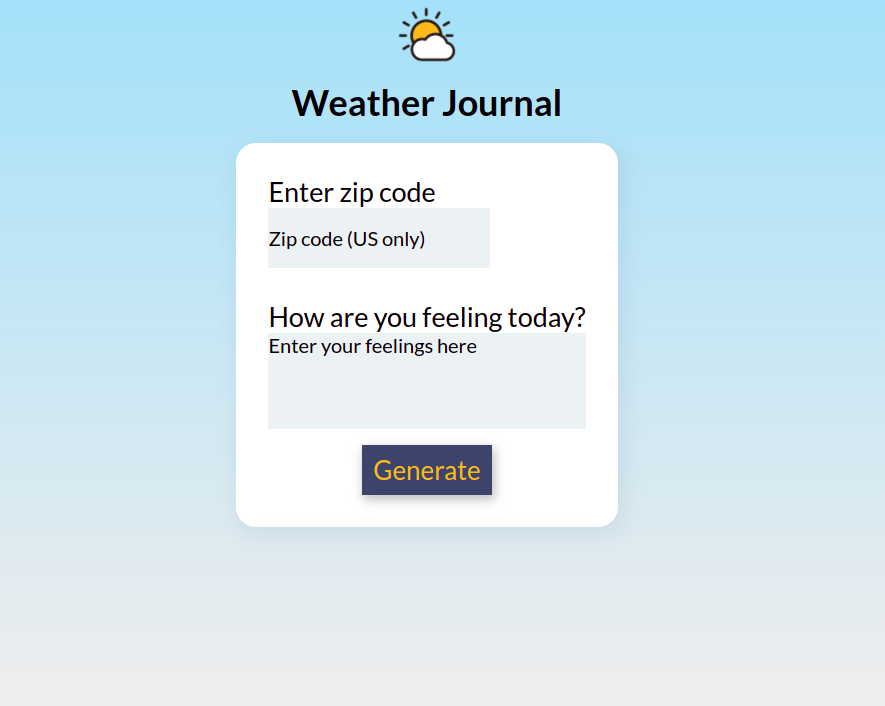 Weather Journal
Enter zip code
Zip code (US only)
How are you feeling today?
Enter your feelings here
Generate